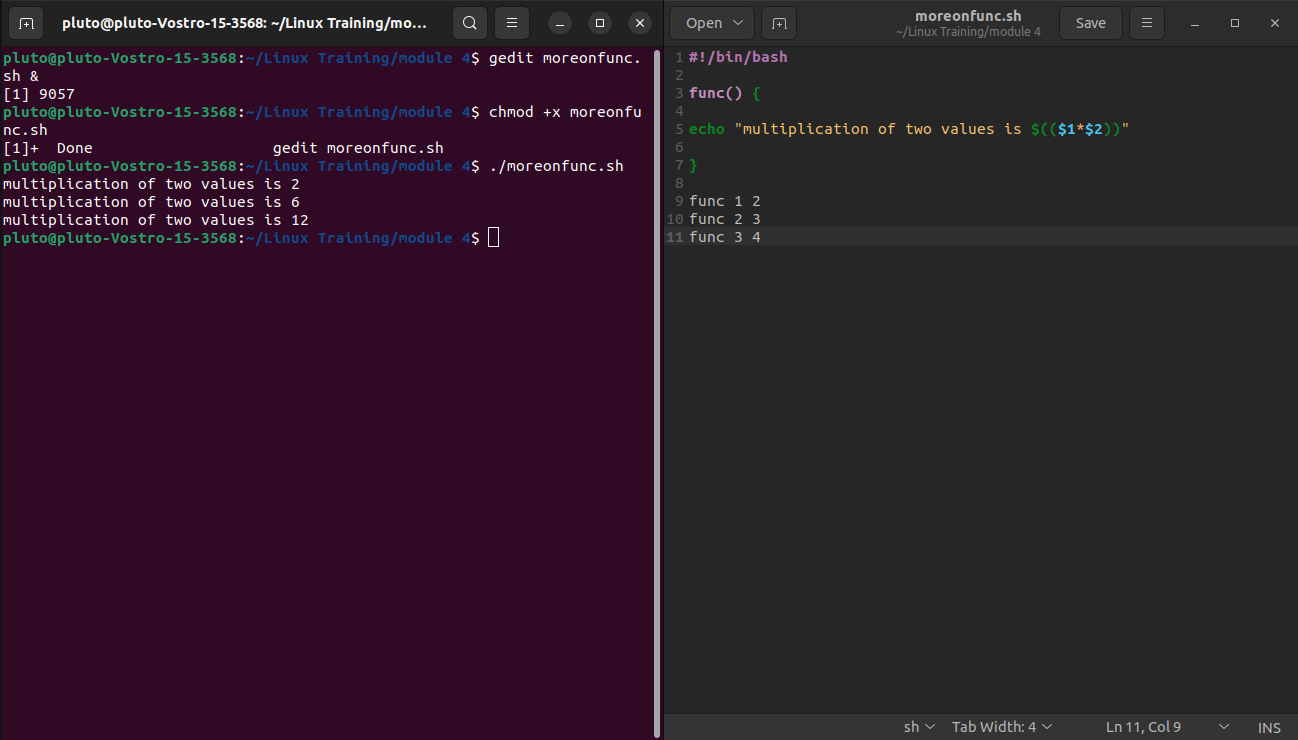 pluto@pluto-Vostro-15-3568: ~/Linux Training/mo...
pluto@pluto-Vostro-15-3568:~/Linux Training/module 4$ gedit moreonfunc.
sh &
[1] 9057
pluto@pluto-Vostro-15-3568:~/Linux Training/module 4$ chmod +x moreonfu
nc.sh
[1]+  Done                    gedit moreonfunc.sh
pluto@pluto-Vostro-15-3568:~/Linux Training/module 4$ ./moreonfunc.sh
multiplication of two values is 2
multiplication of two values is 6
multiplication of two values is 12
pluto@pluto-Vostro-15-3568:~/Linux Training/module 4$
Open
moreonfunc.sh
~/Linux Training/module 4
Save
1 #!/bin/bash
2
3 func() {
4
5 echo "multiplication of two values is $(($1*$2))"
6
7 }
8
9 func 1 2
10 func 2 3
11 func 3 4
sh Tab Width: 4 Ln 11, Col 9 INS